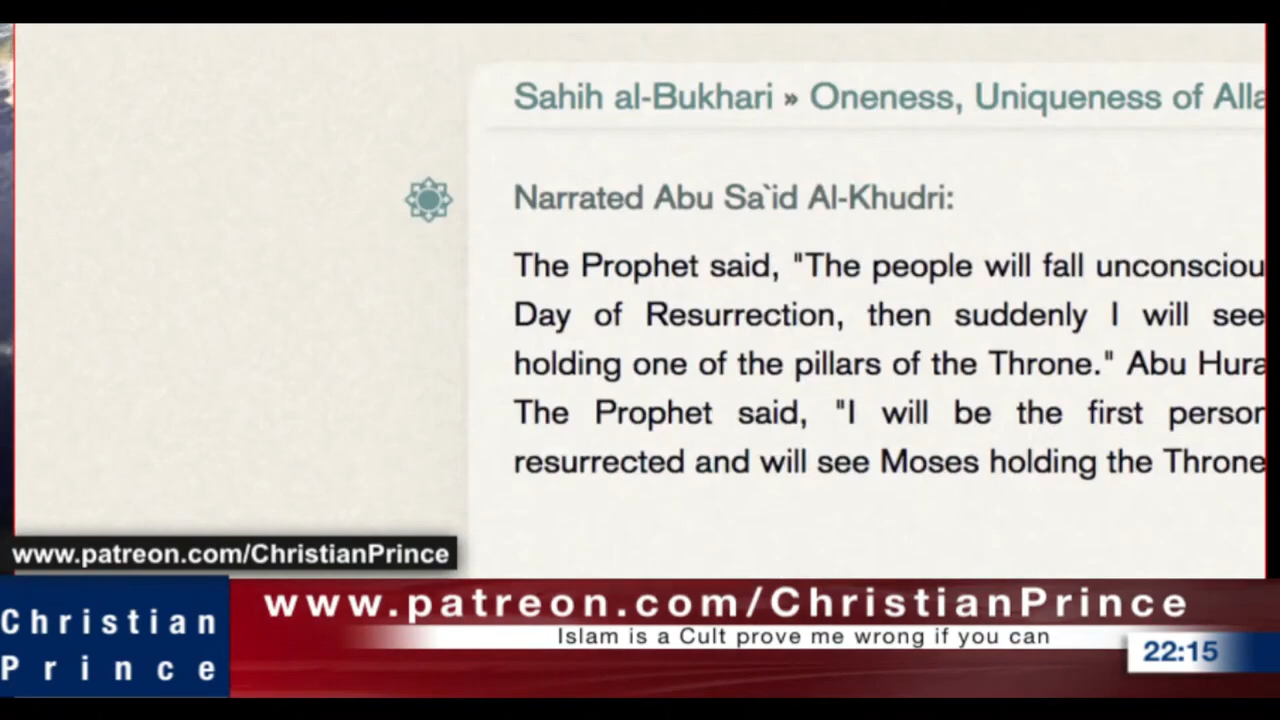 Sahih al-Bukhari » Oneness, Uniqueness of Alla
Narrated Abu Sa`id Al-Khudri:
The Prophet said, "The people will fall unconsciou
Day of Resurrection, then suddenly I will see
holding one of the pillars of the Throne." Abu Hura
The Prophet said, "I will be the first person
resurrected and will see Moses holding the Throne
www.patreon.com/ChristianPrince
Christian
Prince
www.patreon.com/ChristianPrince
Islam is a Cult prove me wrong if you can
22:15